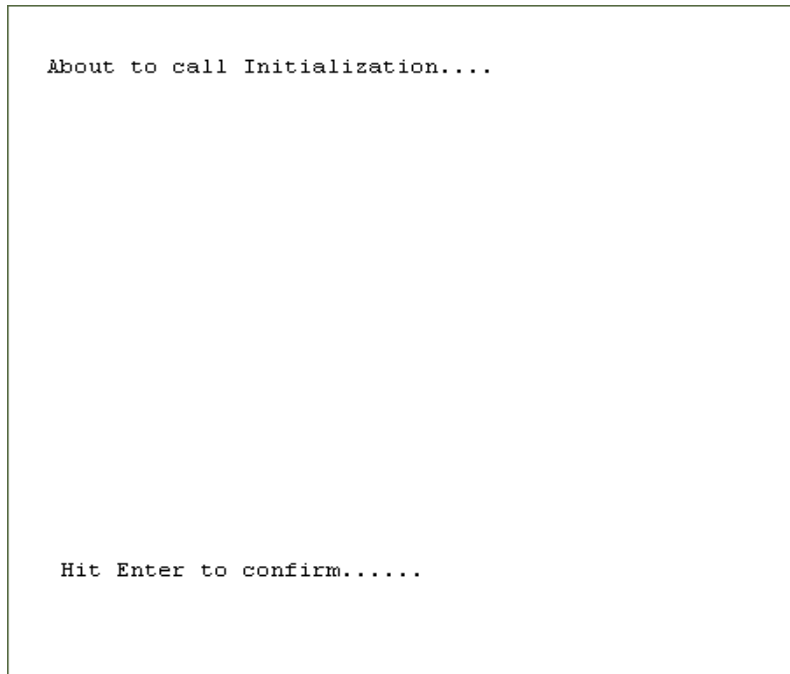 About to call Initialization....
Hit Enter to confirm......